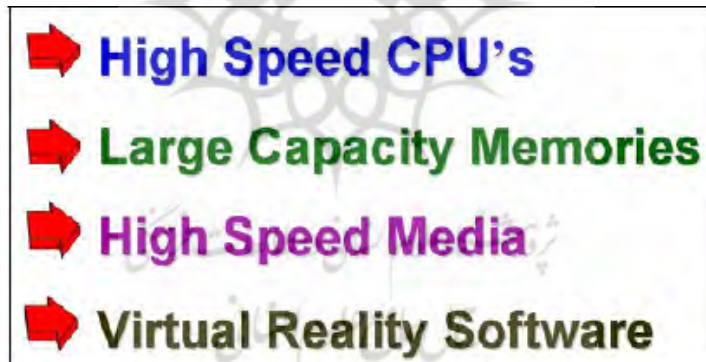 High Speed CPU's
Large Capacity Memories
High Speed Media
Virtual Reality Software